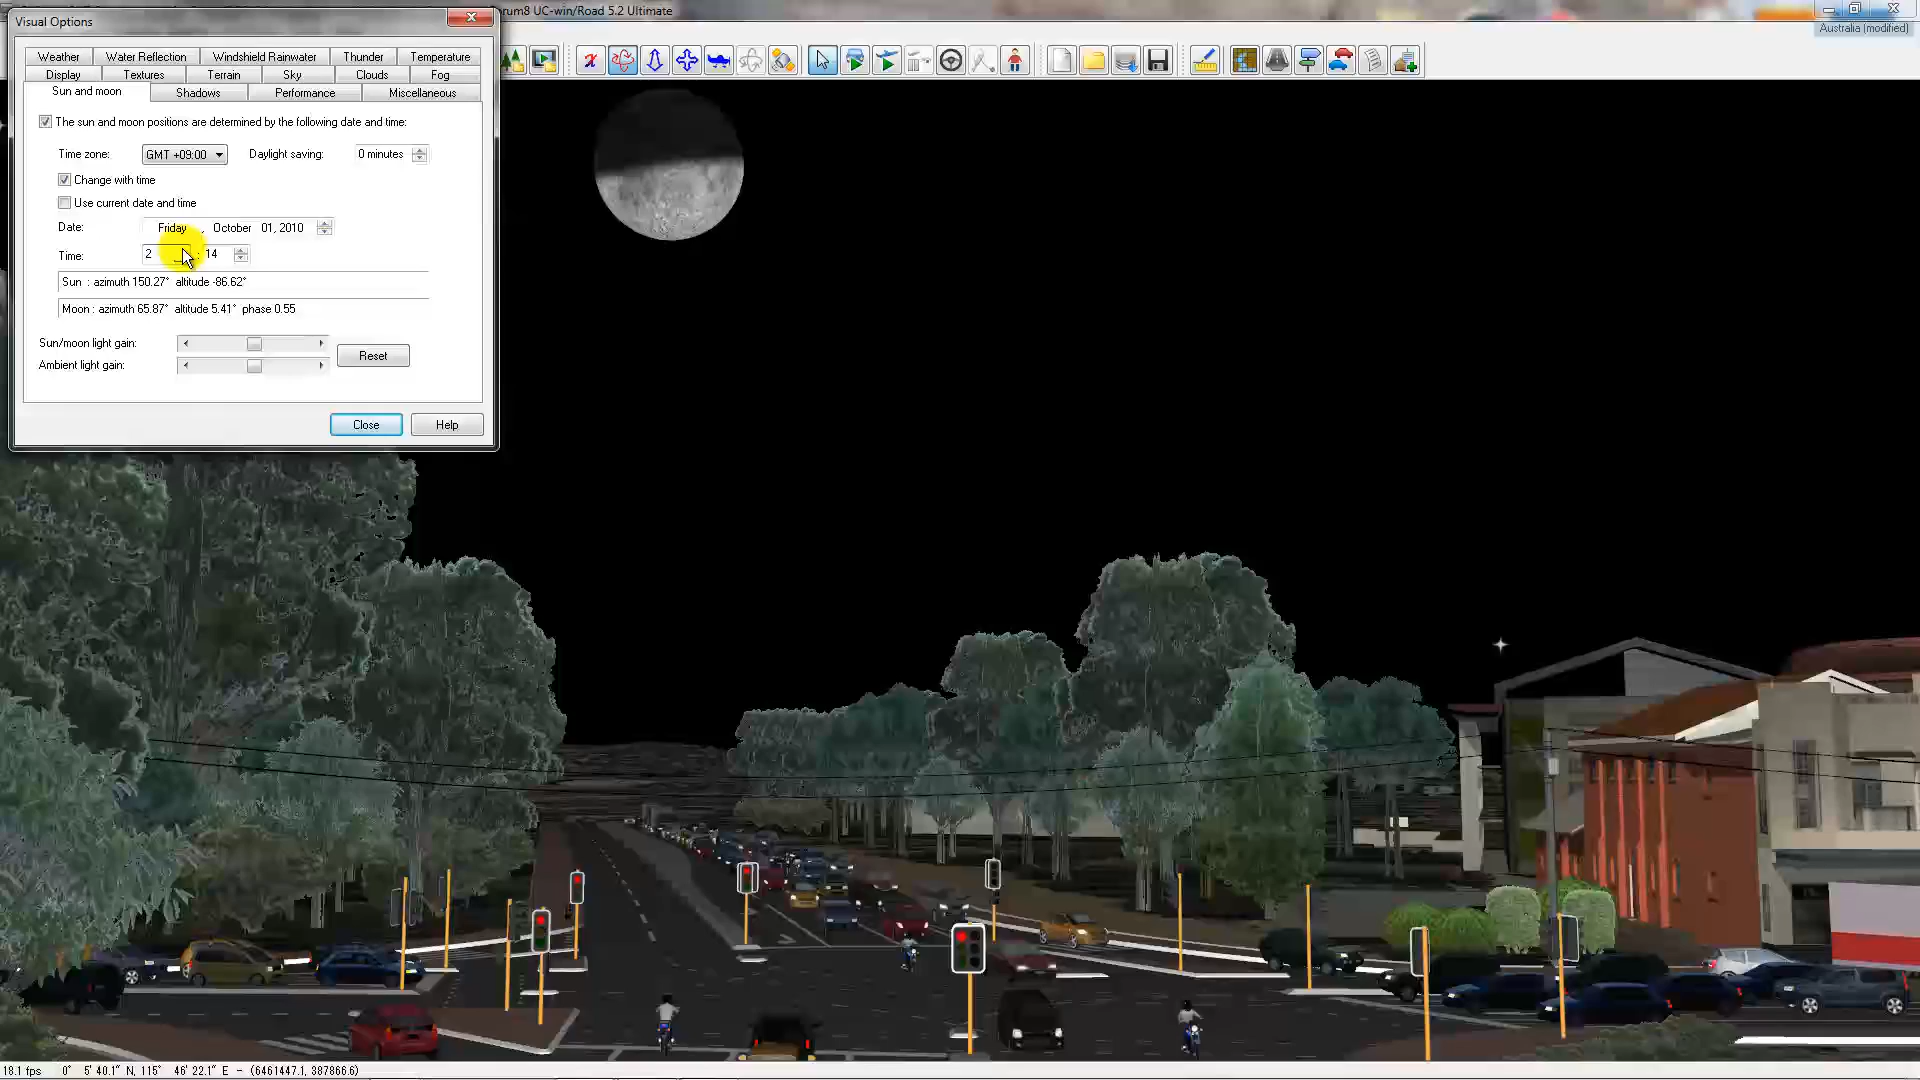 Visual Options
rum8 UC-win/Road 5.2 Ultimate
Australia (modified)
Weather Water Reflection Windshield Rainwater Thunder Temperature
Display Textures Terrain Sky Clouds Fog
Sun and moon Shadows Performance Miscellaneous
The sun and moon positions are determined by the following date and time:
Time zone: GMT +09:00 Daylight saving: 0 minutes
Change with time
Use current date and time
Date: Friday , October 01, 2010
Time: 2 : 14
Sun : azimuth 150.27° altitude -86.62°
Moon : azimuth 65.87° altitude 5.41° phase 0.55
Sun/moon light gain:
Reset
Ambient light gain:
Close Help
18.1 fps 0° 5' 40.1" N, 115° 46' 22.1" E - (6461447.1, 387866.6)